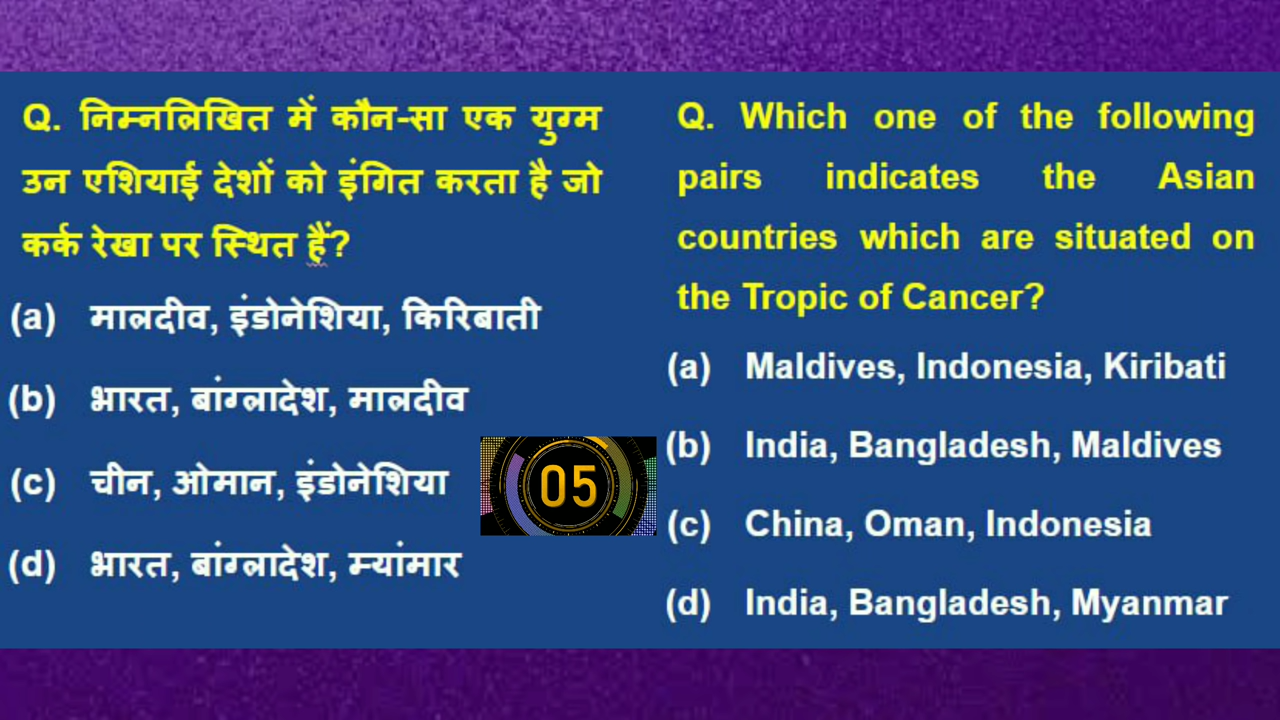 Q. निम्नलिखित में कौन-सा एक युग्म
उन एशियाई देशों को इंगित करता है जो
कर्क रेखा पर स्थित हैं?
(a) मालदीव, इंडोनेशिया, किरिबाती
(b) भारत, बांग्लादेश, मालदीव
(c) चीन, ओमान, इंडोनेशिया
(d) भारत, बांग्लादेश, म्यांमार
05
Q. Which one of the following
pairs indicates the Asian
countries which are situated on
the Tropic of Cancer?
(a) Maldives, Indonesia, Kiribati
(b) India, Bangladesh, Maldives
(c) China, Oman, Indonesia
(d) India, Bangladesh, Myanmar